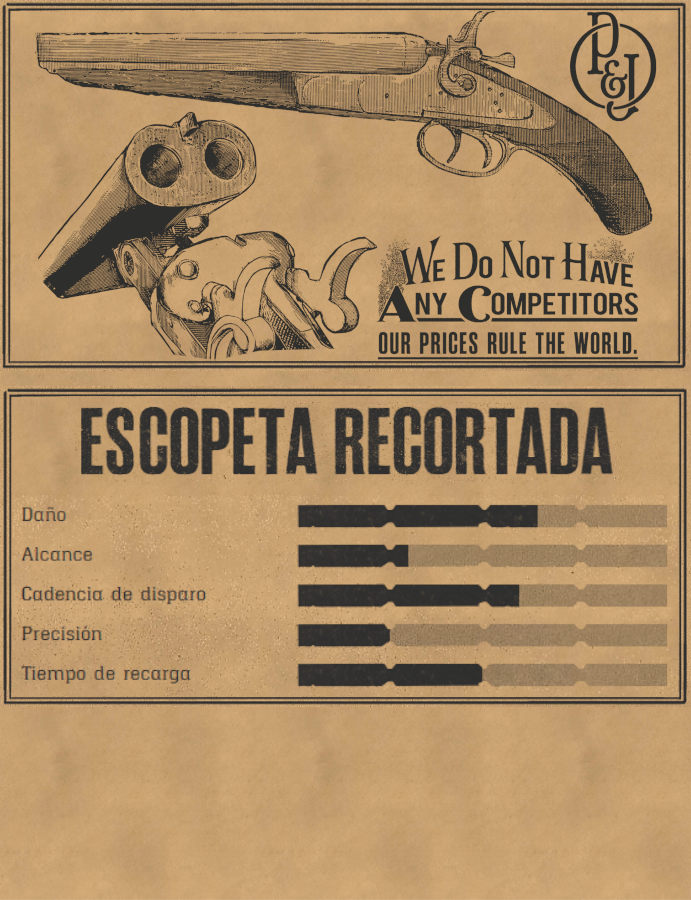 P&J
WE DO NOT HAVE
ANY COMPETITORS
OUR PRICES RULE THE WORLD.
ESCOPETA RECORTADA
Daño
Alcance
Cadencia de disparo
Precisión
Tiempo de recarga